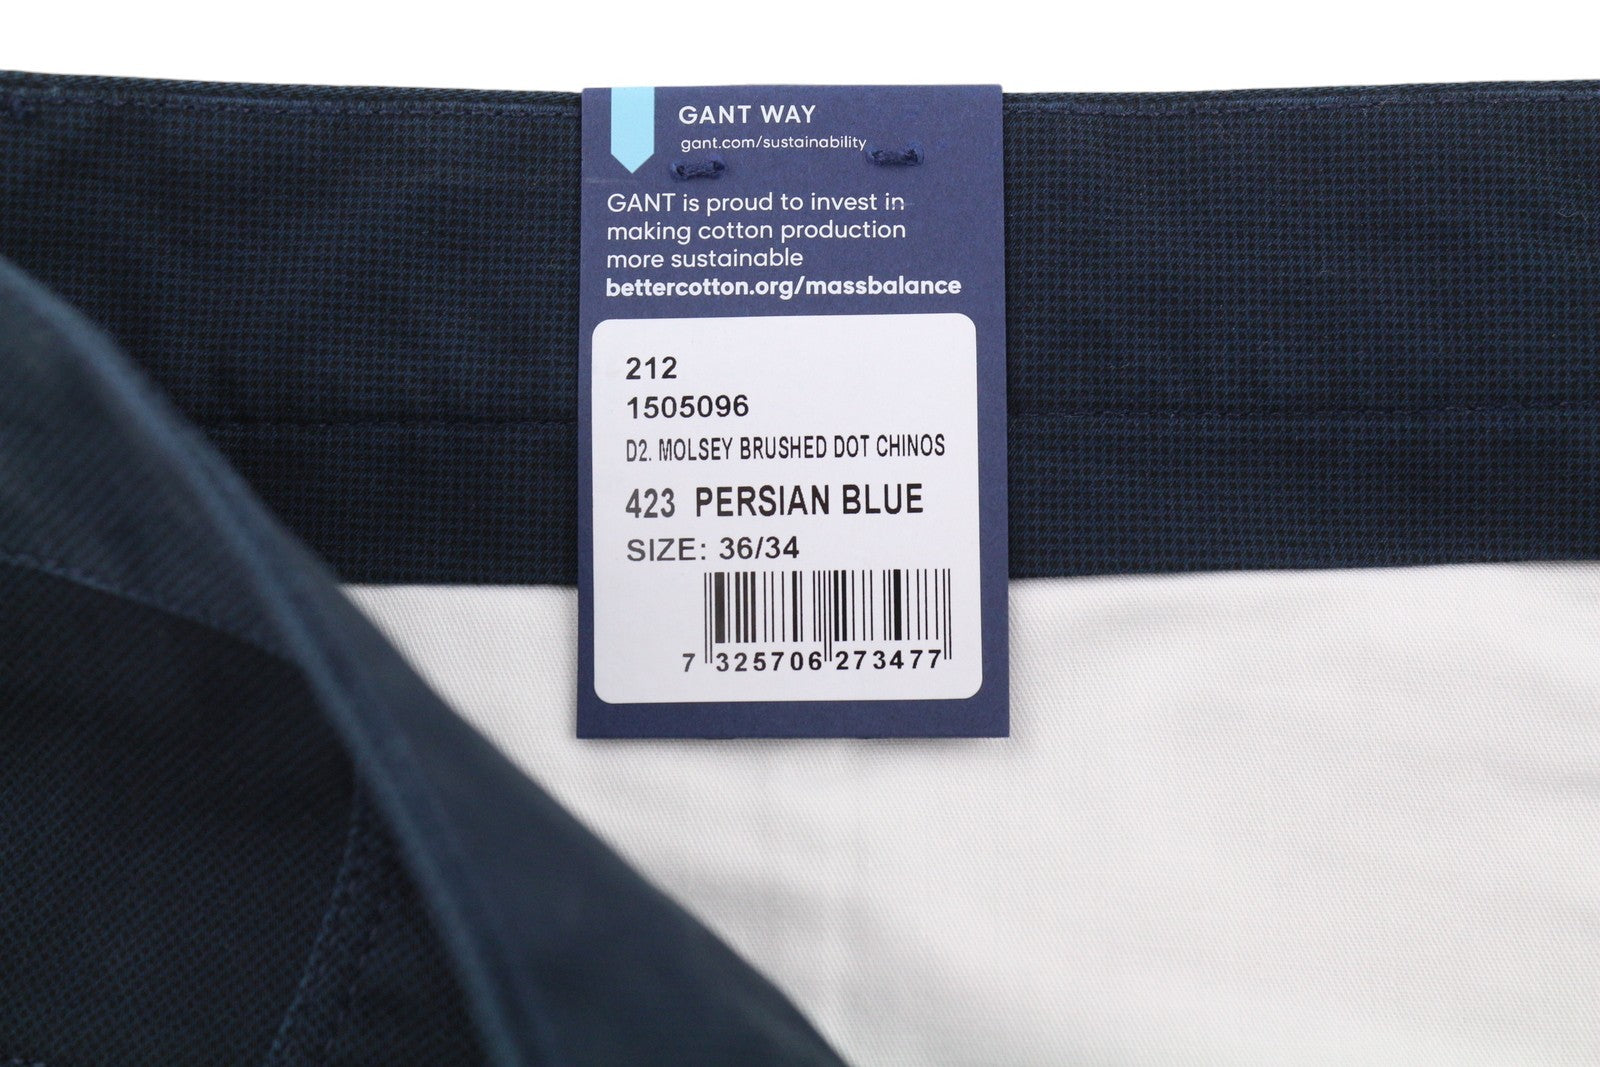 GANT WAY
gant.com/sustainability
GANT is proud to invest in
making cotton production
more sustainable
bettercotton.org/massbalance
212
1505096
D2. MOLSEY BRUSHED DOT CHINOS
423 PERSIAN BLUE
SIZE: 36/34
7 325706 273477